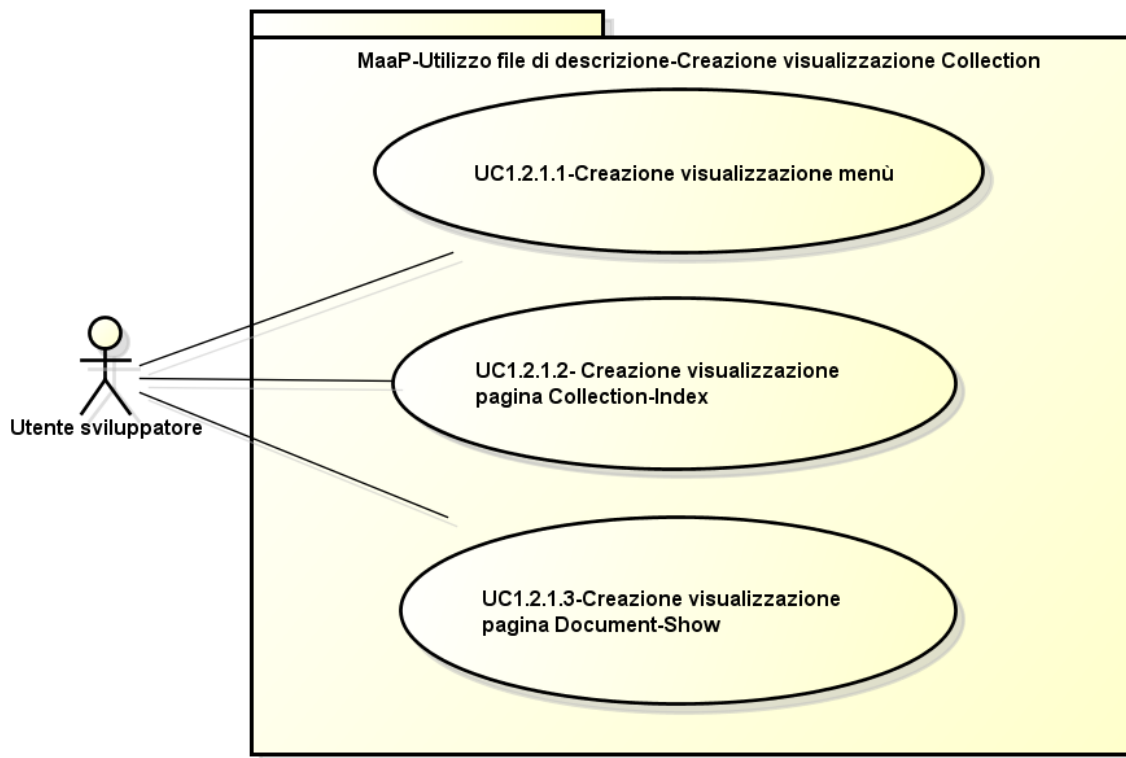 MaaP-Utilizzo file di descrizione-Creazione visualizzazione Collection
UC1.2.1.1-Creazione visualizzazione menù
UC1.2.1.2- Creazione visualizzazione
pagina Collection-Index
Utente sviluppatore
UC1.2.1.3-Creazione visualizzazione
pagina Document-Show